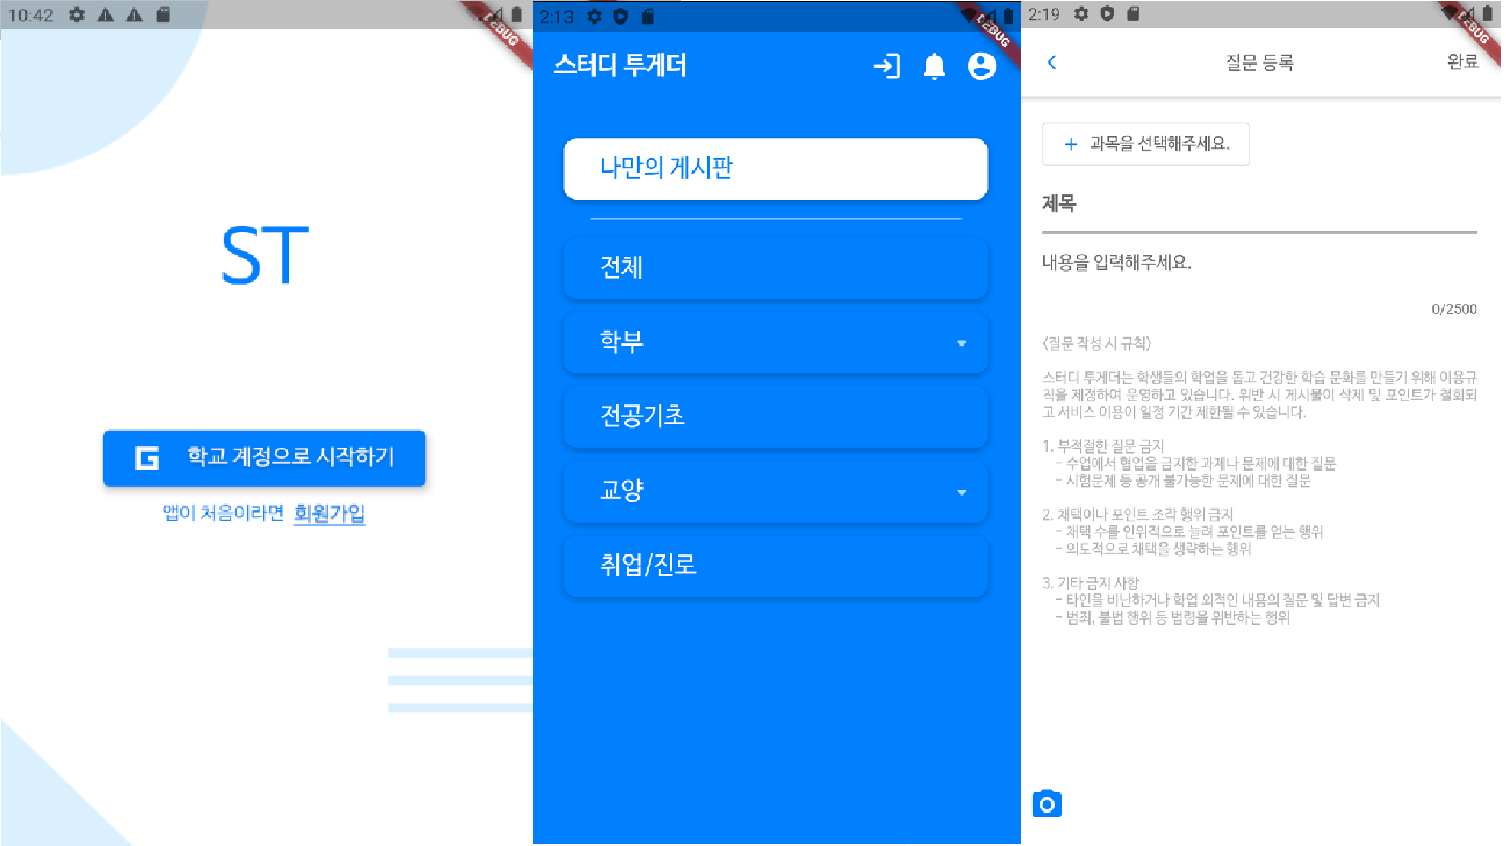 10:42
DEBUG
ST
학교 계정으로 시작하기
앱이 처음이라면 회원가입
2:13
DEBUG
스터디 투게더
나만의 게시판
전체
학부
전공기초
교양
취업/진로
2:19
DEBUG
질문 등록
완료
+ 과목을 선택해주세요.
제목
내용을 입력해주세요.
0/2500
<질문 작성 시 규칙>
스터디 투게더는 학생들의 학업을 돕고 건강한 학습 문화를 만들기 위해 이용규
칙을 제정하여 운영하고 있습니다. 위반 시 게시물이 삭제 및 포인트가 철회되
고 서비스 이용이 일정 기간 제한될 수 있습니다.
1. 부적절한 질문 금지
- 수업에서 협업을 금지한 과제나 문제에 대한 질문
- 시험문제 등 공개 불가능한 문제에 대한 질문
2. 채택이나 포인트 조작 행위 금지
- 채택 수를 인위적으로 늘려 포인트를 얻는 행위
- 의도적으로 채택을 생략하는 행위
3. 기타 금지 사항
- 타인을 비난하거나 학업 외적인 내용의 질문 및 답변 금지
- 범죄, 불법 행위 등 법령을 위반하는 행위